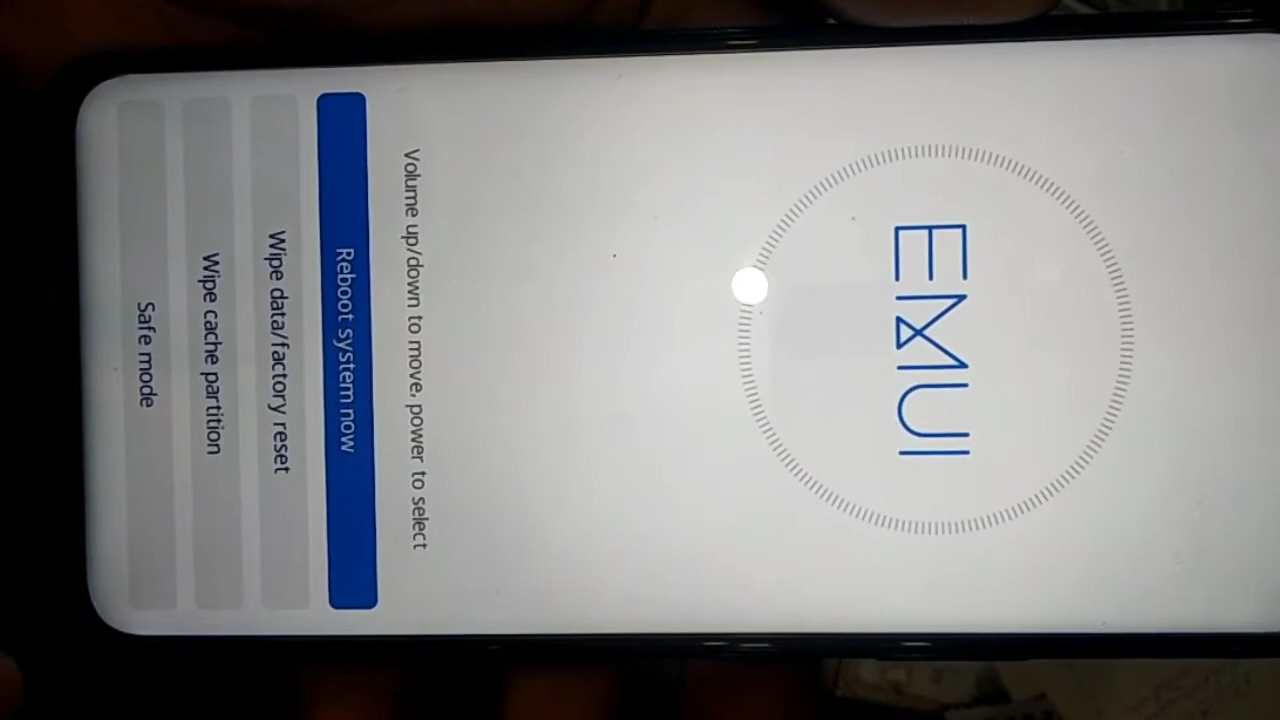 EMUI
Volume up/down to move, power to select
Reboot system now
Wipe data/factory reset
Wipe cache partition
Safe mode